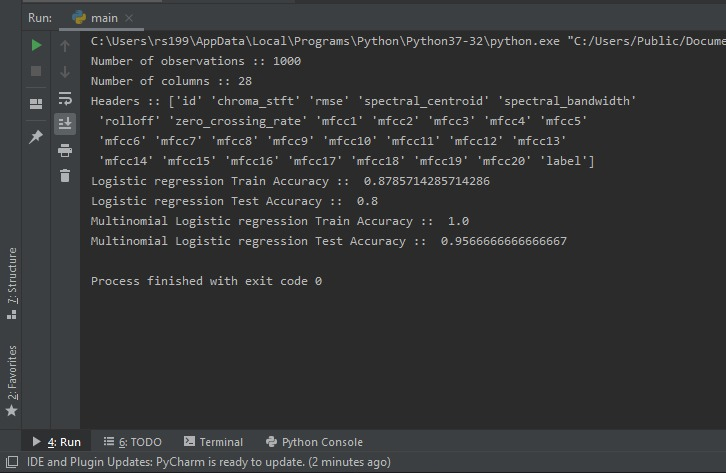 Run:
main
C:\Users\rs199\AppData\Local\Programs\Python\Python37-32\python.exe "C:/Users/Public/Docume
Number of observations :: 1000
Number of columns :: 28
Headers :: ['id' 'chroma_stft' 'rmse' 'spectral_centroid' 'spectral_bandwidth'
'rolloff' 'zero_crossing_rate' 'mfcc1' 'mfcc2' 'mfcc3' 'mfcc4' 'mfcc5'
'mfcc6' 'mfcc7' 'mfcc8' 'mfcc9' 'mfcc10' 'mfcc11' 'mfcc12' 'mfcc13'
'mfcc14' 'mfcc15' 'mfcc16' 'mfcc17' 'mfcc18' 'mfcc19' 'mfcc20' 'label']
Logistic regression Train Accuracy ::  0.8785714285714286
Logistic regression Test Accuracy ::  0.8
Multinomial Logistic regression Train Accuracy ::  1.0
Multinomial Logistic regression Test Accuracy ::  0.9566666666666667
Process finished with exit code 0
7: Structure
2: Favorites
4: Run
6: TODO
Terminal
Python Console
IDE and Plugin Updates: PyCharm is ready to update. (2 minutes ago)